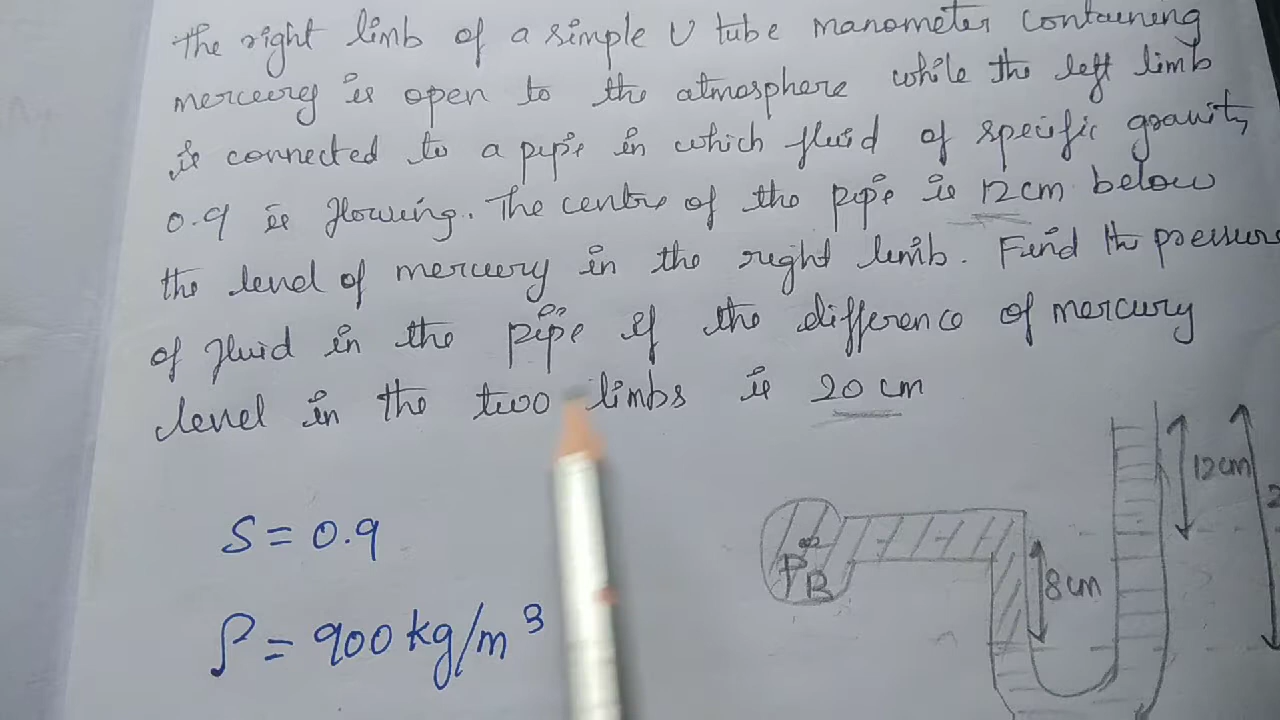 The right limb of a simple U tube manometer containing
mercury is open to the atmosphere while the left limb
is connected to a pipe in which fluid of specific gravity
0.9 is flowing. The centre of the pipe is 12cm below
the level of mercury in the right limb. Find the pressure
of fluid in the pipe if the difference of mercury
level in the two limbs is 20 cm
12cm
2
S = 0.9
PB
8cm
ρ = 900 kg/m³